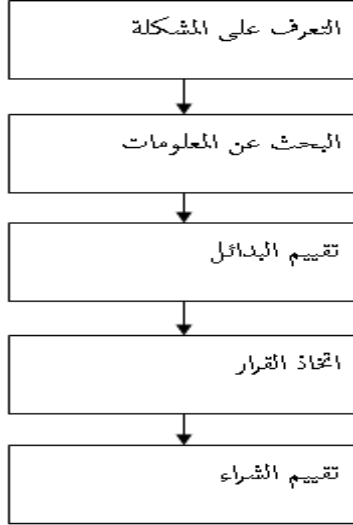 التعرف على المشكلة
البحث عن المعلومات
تقييم البدائل
اتخاذ القرار
تقييم الشراء